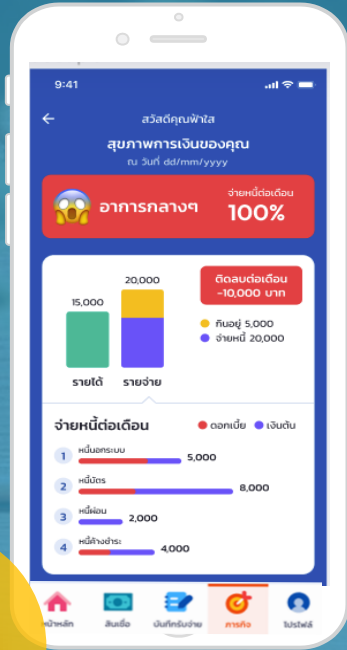 9:41
สวัสดีคุณฟ้าใส
สุขภาพการเงินของคุณ
ณ วันที่ dd/mm/yyyy
อาการกลางๆ
จ่ายหนี้ต่อเดือน
100%
20,000
15,000
รายได้
รายจ่าย
ติดลบต่อเดือน
-10,000 บาท
กินอยู่ 5,000
จ่ายหนี้ 20,000
จ่ายหนี้ต่อเดือน
ดอกเบี้ย
เงินต้น
1
หนี้นอกระบบ
5,000
2
หนี้บัตร
8,000
3
หนี้ผ่อน
2,000
4
หนี้ค้างชำระ
4,000
หน้าหลัก
สินเชื่อ
บันทึกรับจ่าย
ภารกิจ
โปรไฟล์